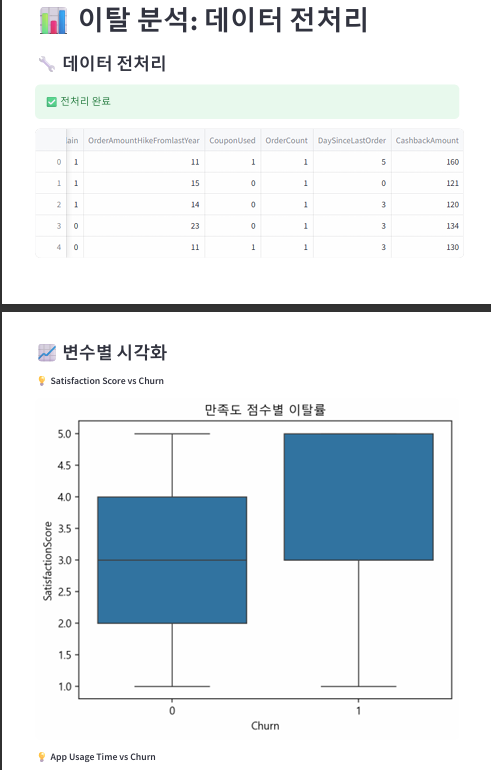 📊 이탈 분석: 데이터 전처리
🔧 데이터 전처리
✅ 전처리 완료
lain OrderAmountHikeFromlastYear CouponUsed OrderCount DaySinceLastOrder CashbackAmount
0 1 11 1 1 5 160
1 1 15 0 1 0 121
2 1 14 0 1 3 120
3 0 23 0 1 3 134
4 0 11 1 1 3 130
📈 변수별 시각화
💡 Satisfaction Score vs Churn
만족도 점수별 이탈률
5.0
4.5
4.0
3.5
3.0
2.5
2.0
1.5
1.0
SatisfactionScore
0 1
Churn
💡 App Usage Time vs Churn